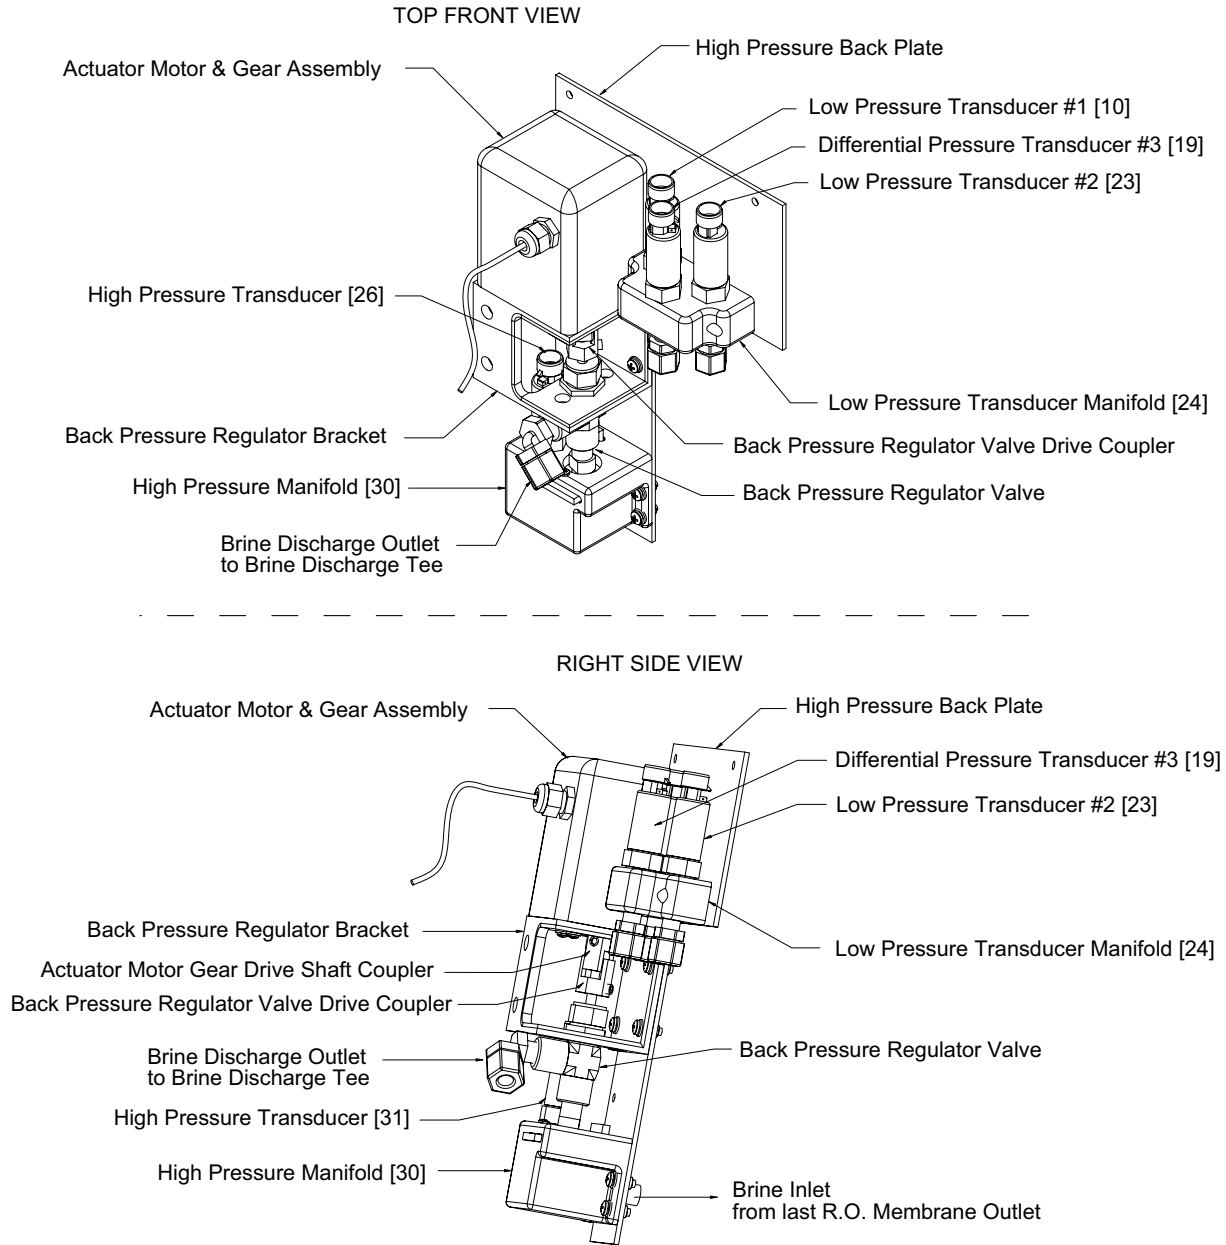 TOP FRONT VIEW
High Pressure Back Plate
Actuator Motor & Gear Assembly
Low Pressure Transducer #1 [10]
Differential Pressure Transducer #3 [19]
Low Pressure Transducer #2 [23]
High Pressure Transducer [26]
Low Pressure Transducer Manifold [24]
Back Pressure Regulator Bracket
Back Pressure Regulator Valve Drive Coupler
High Pressure Manifold [30]
Back Pressure Regulator Valve
Brine Discharge Outlet
to Brine Discharge Tee
RIGHT SIDE VIEW
Actuator Motor & Gear Assembly
High Pressure Back Plate
Differential Pressure Transducer #3 [19]
Low Pressure Transducer #2 [23]
Back Pressure Regulator Bracket
Low Pressure Transducer Manifold [24]
Actuator Motor Gear Drive Shaft Coupler
Back Pressure Regulator Valve Drive Coupler
Brine Discharge Outlet
to Brine Discharge Tee
Back Pressure Regulator Valve
High Pressure Transducer [31]
High Pressure Manifold [30]
Brine Inlet
from last R.O. Membrane Outlet